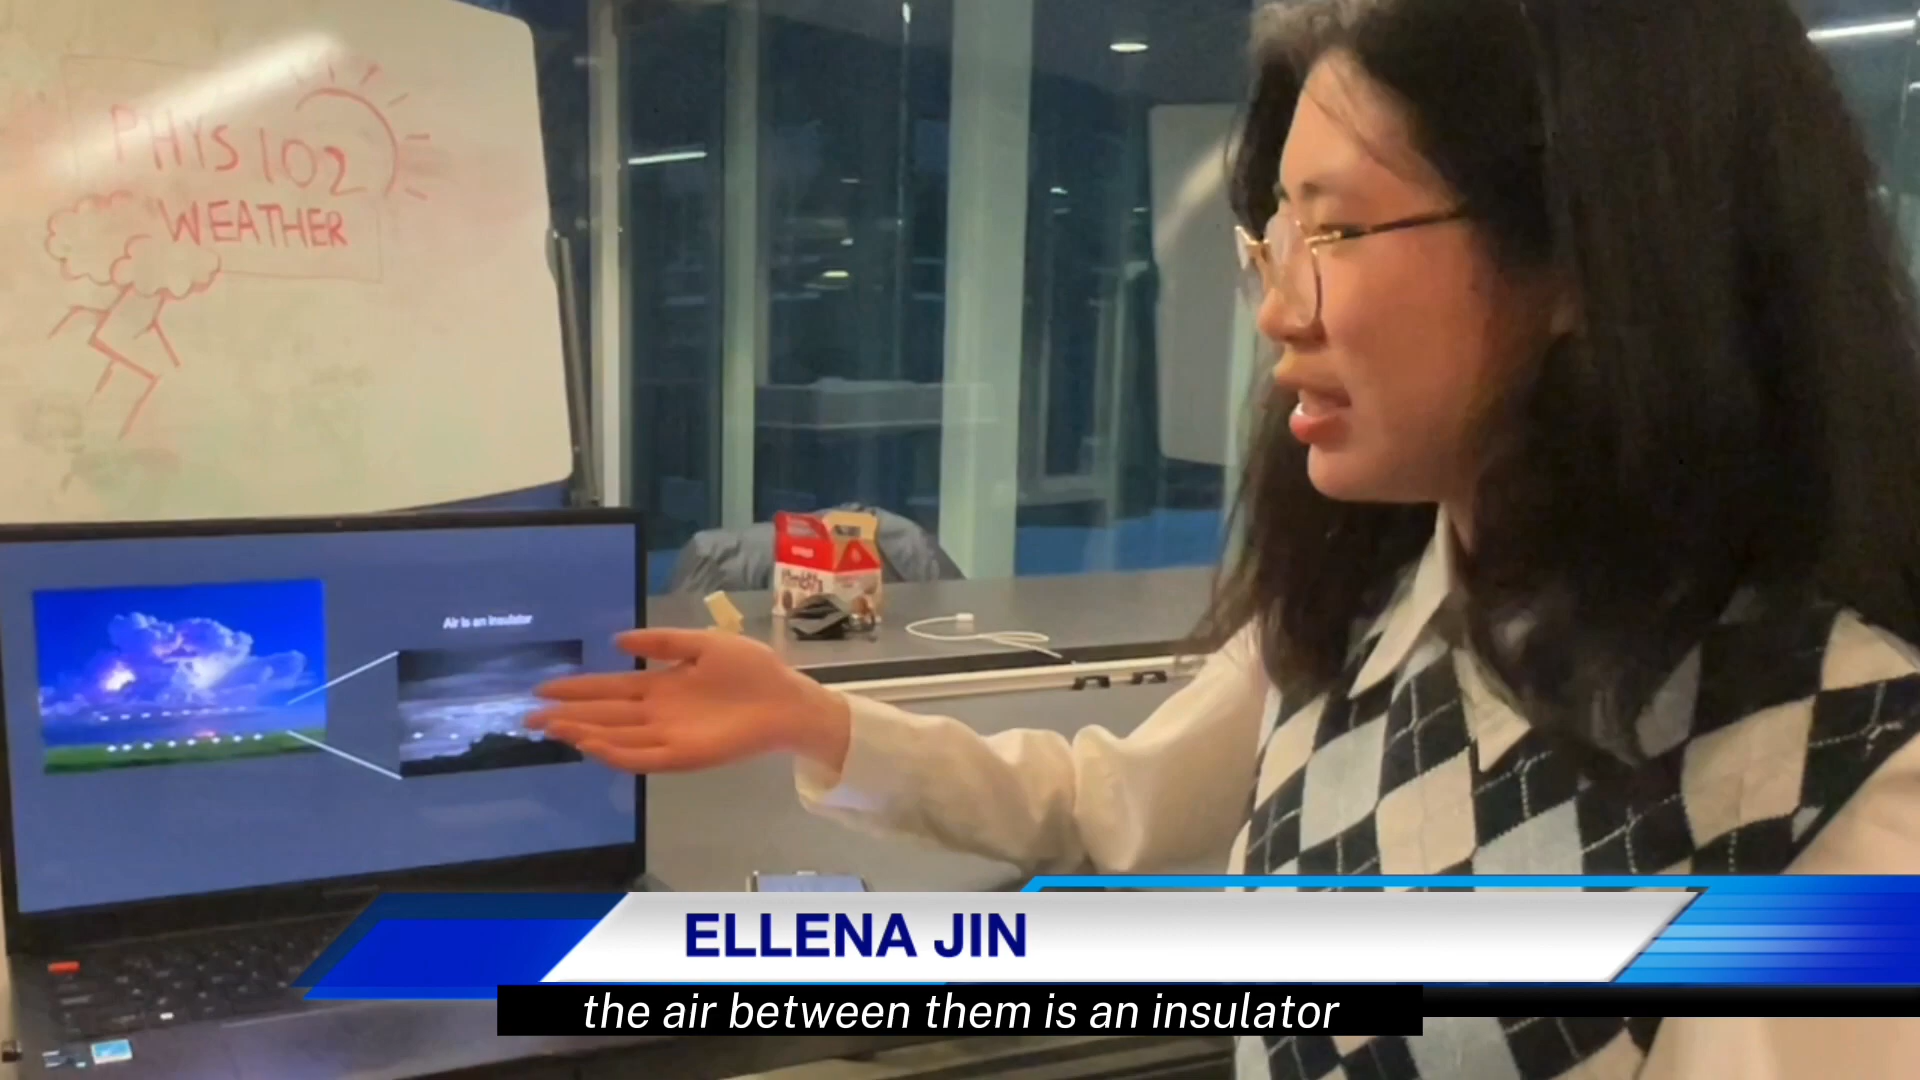 PHYS 102
WEATHER
Air is an insulator
ELLENA JIN
the air between them is an insulator